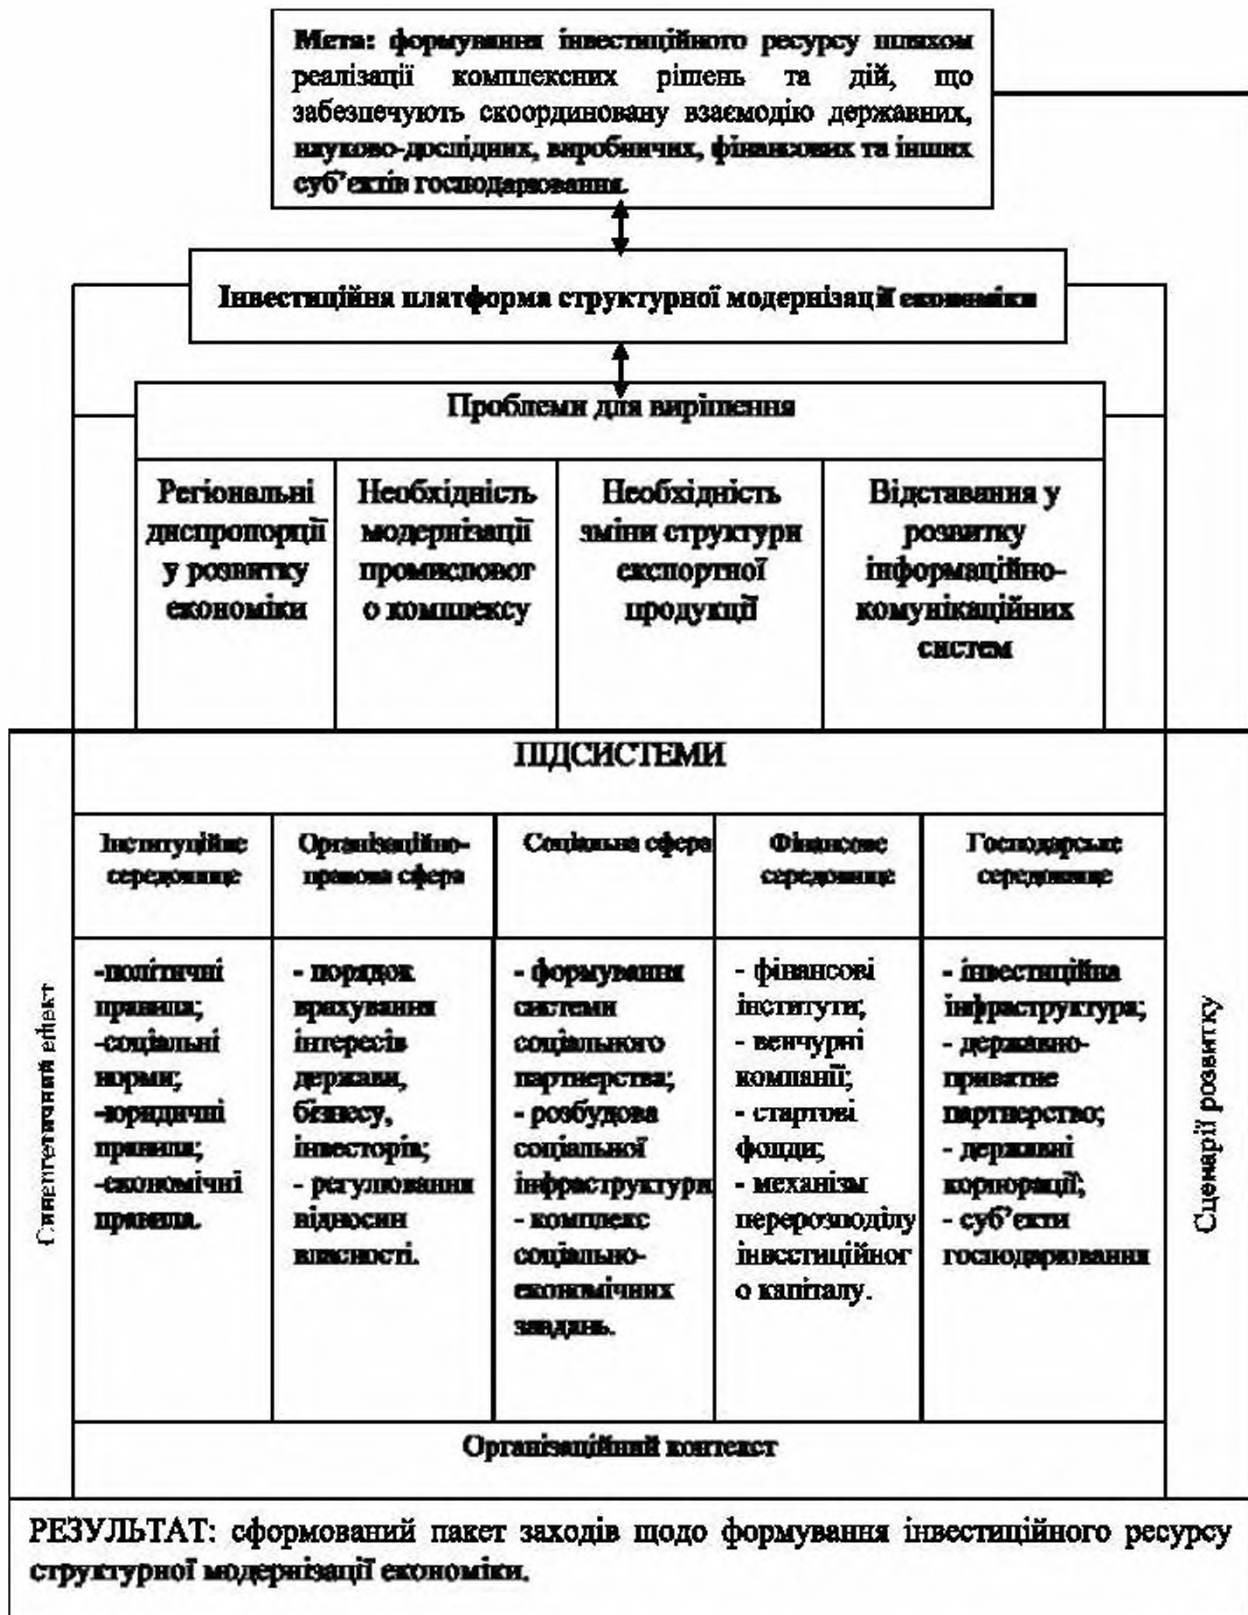 Мета: формування інвестиційного ресурсу шляхом
реалізації комплексних рішень та дій, що
забезпечують скоординовану взаємодію державних,
науково-дослідних, виробничих, фінансових та інших
суб’єктів господарювання.
Інвестиційна платформа структурної модернізації економіки
Проблеми для вирішення
Регіональні
диспропорції
у розвитку
економіки
Необхідність
модернізації
промисловог
о комплексу
Необхідність
зміни структури
експортної
продукції
Відставання у
розвитку
інформаційно-
комунікаційних
систем
ПІДСИСТЕМИ
Інституційне
середовище
Організаційно-
правова сфера
Соціальна сфера
Фінансове
середовище
Господарське
середовище
-політичні
правила;
-соціальні
норми;
-юридичні
правила;
-економічні
правила.
- порядок
врахування
інтересів
держави,
бізнесу,
інвесторів;
- регулювання
відносин
власності.
- формування
системи
соціального
партнерства;
- розбудова
соціальної
інфраструктури
- комплекс
соціально-
економічних
завдань.
- фінансові
інститути;
- венчурні
компанії;
- стартові
фонди;
- механізм
перерозподілу
інвестиційног
о капіталу.
- інвестиційна
інфраструктура;
- державно-
приватне
партнерство;
- державні
корпорації;
- суб’єкти
господарювання
Синергетичний ефект
Сценарії розвитку
Організаційний контекст
РЕЗУЛЬТАТ: сформований пакет заходів щодо формування інвестиційного ресурсу
структурної модернізації економіки.